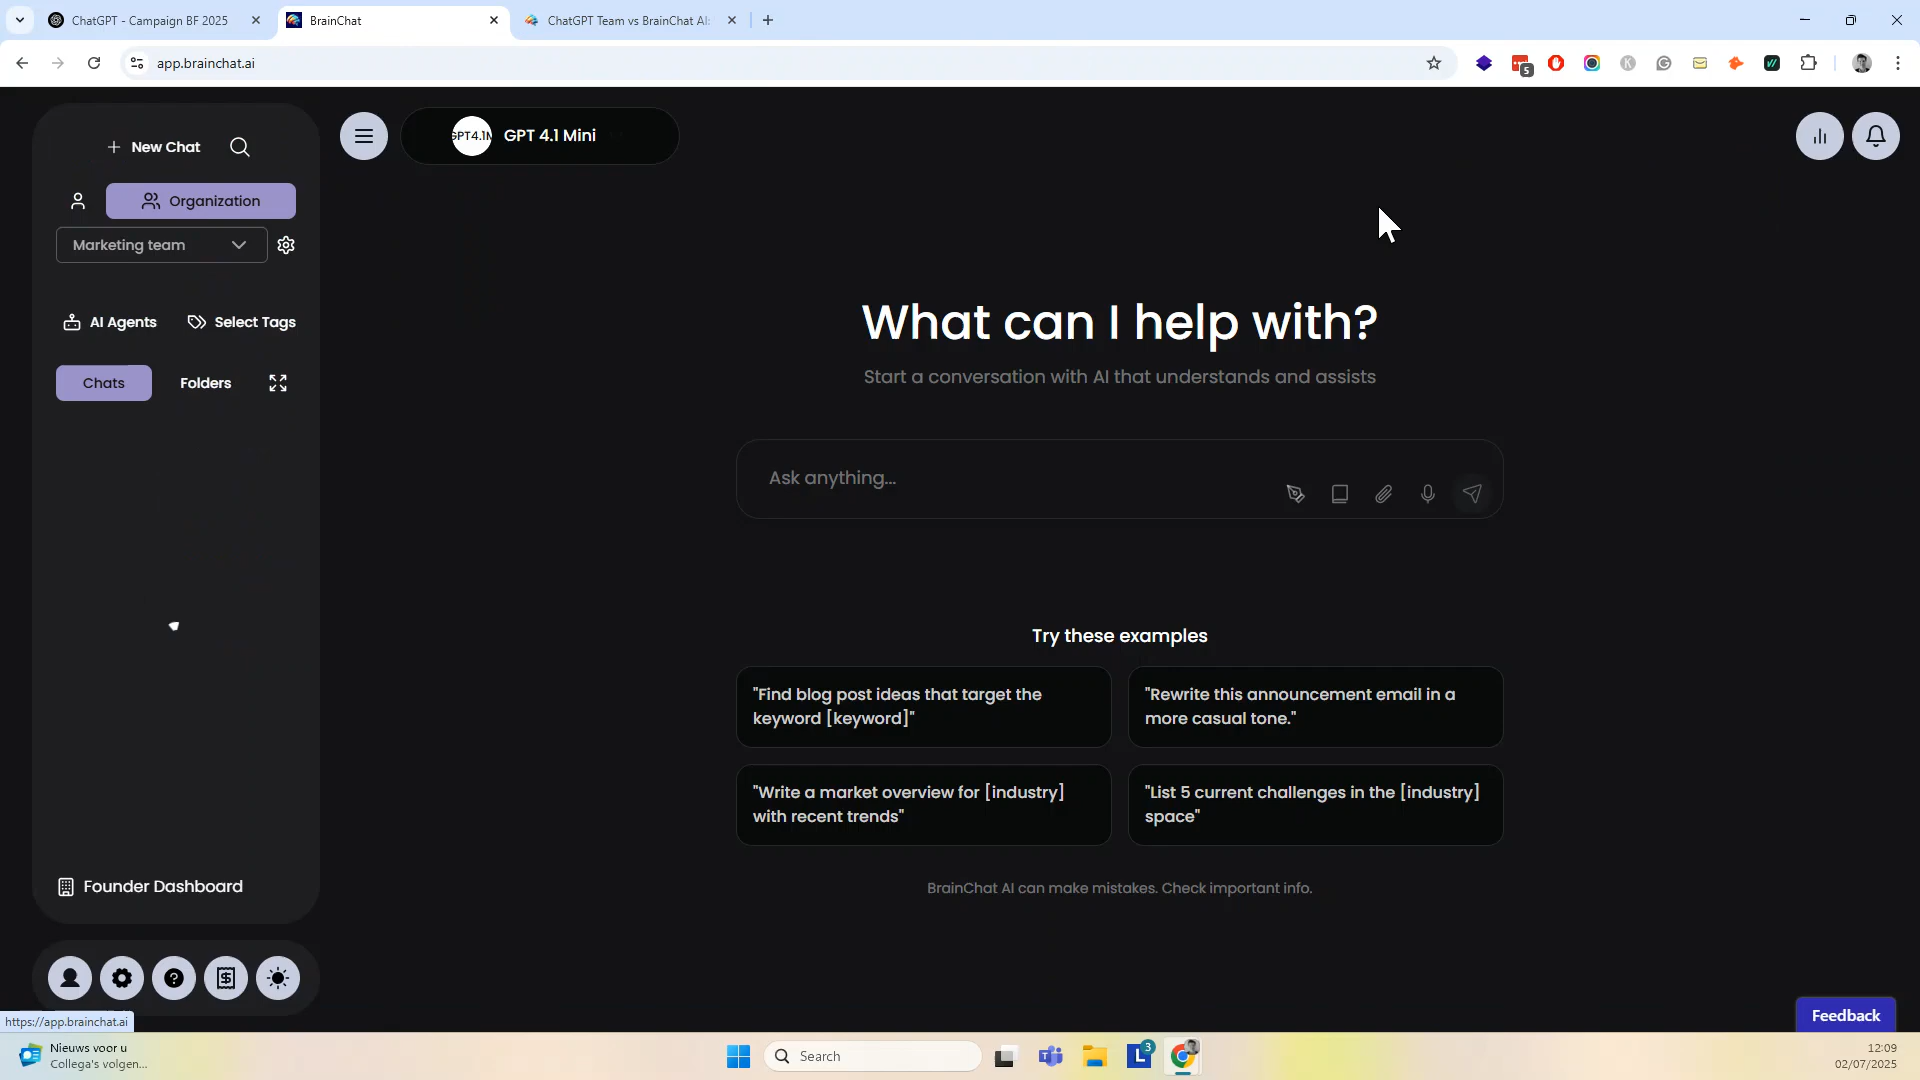 ChatGPT - Campaign BF 2025
BrainChat
ChatGPT Team vs BrainChat AI:
app.brainchat.ai
5
New Chat
GPT4.1M
GPT 4.1 Mini
Organization
Marketing team
AI Agents
Select Tags
Chats
Folders
What can I help with?
Start a conversation with AI that understands and assists
Ask anything...
Try these examples
"Find blog post ideas that target the
keyword [keyword]"
"Rewrite this announcement email in a
more casual tone."
"Write a market overview for [industry]
with recent trends"
"List 5 current challenges in the [industry]
space"
BrainChat AI can make mistakes. Check important info.
Founder Dashboard
Feedback
https://app.brainchat.ai
Nieuws voor u
Collega's volgen...
Search
L
3
12:09
02/07/2025